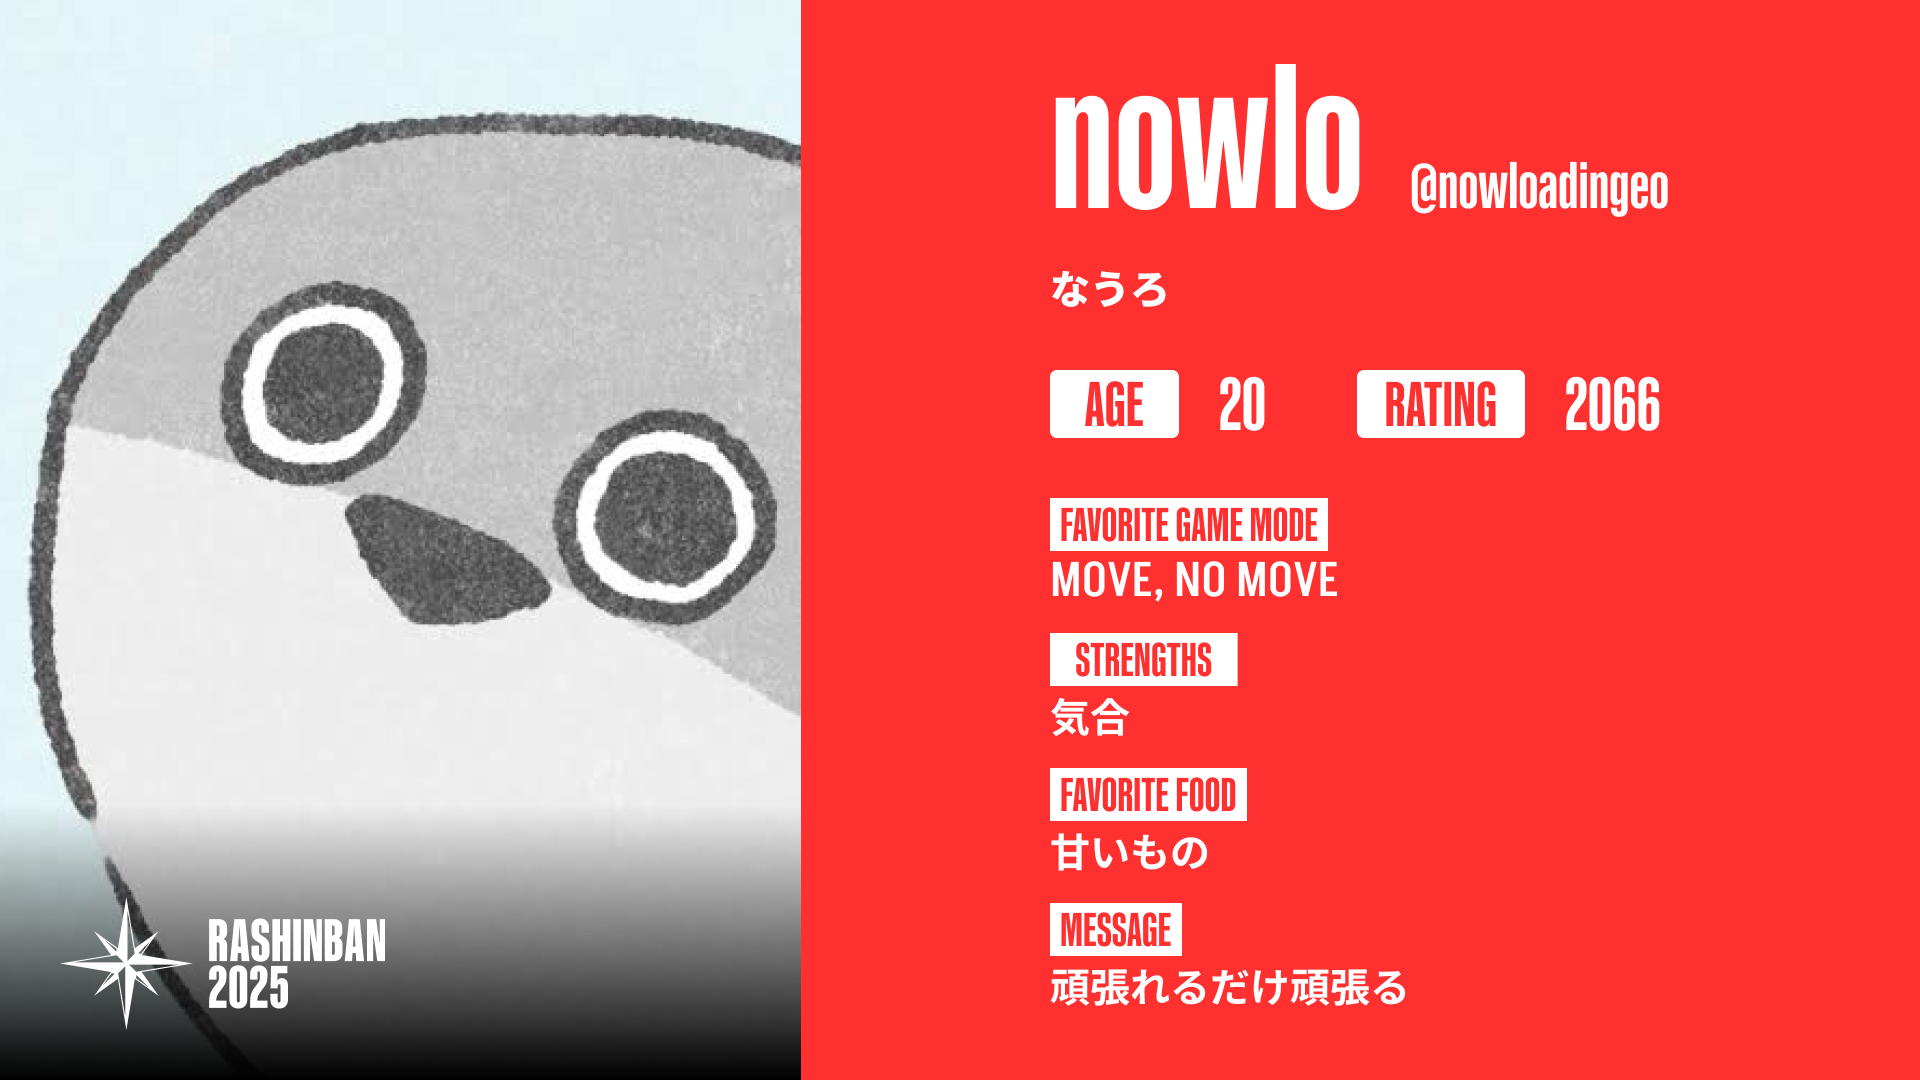 nowlo @nowloadingeo
なうろ
AGE 20 RATING 2066
FAVORITE GAME MODE
MOVE, NO MOVE
STRENGTHS
気合
FAVORITE FOOD
甘いもの
MESSAGE
頑張れるだけ頑張る
RASHINBAN
2025